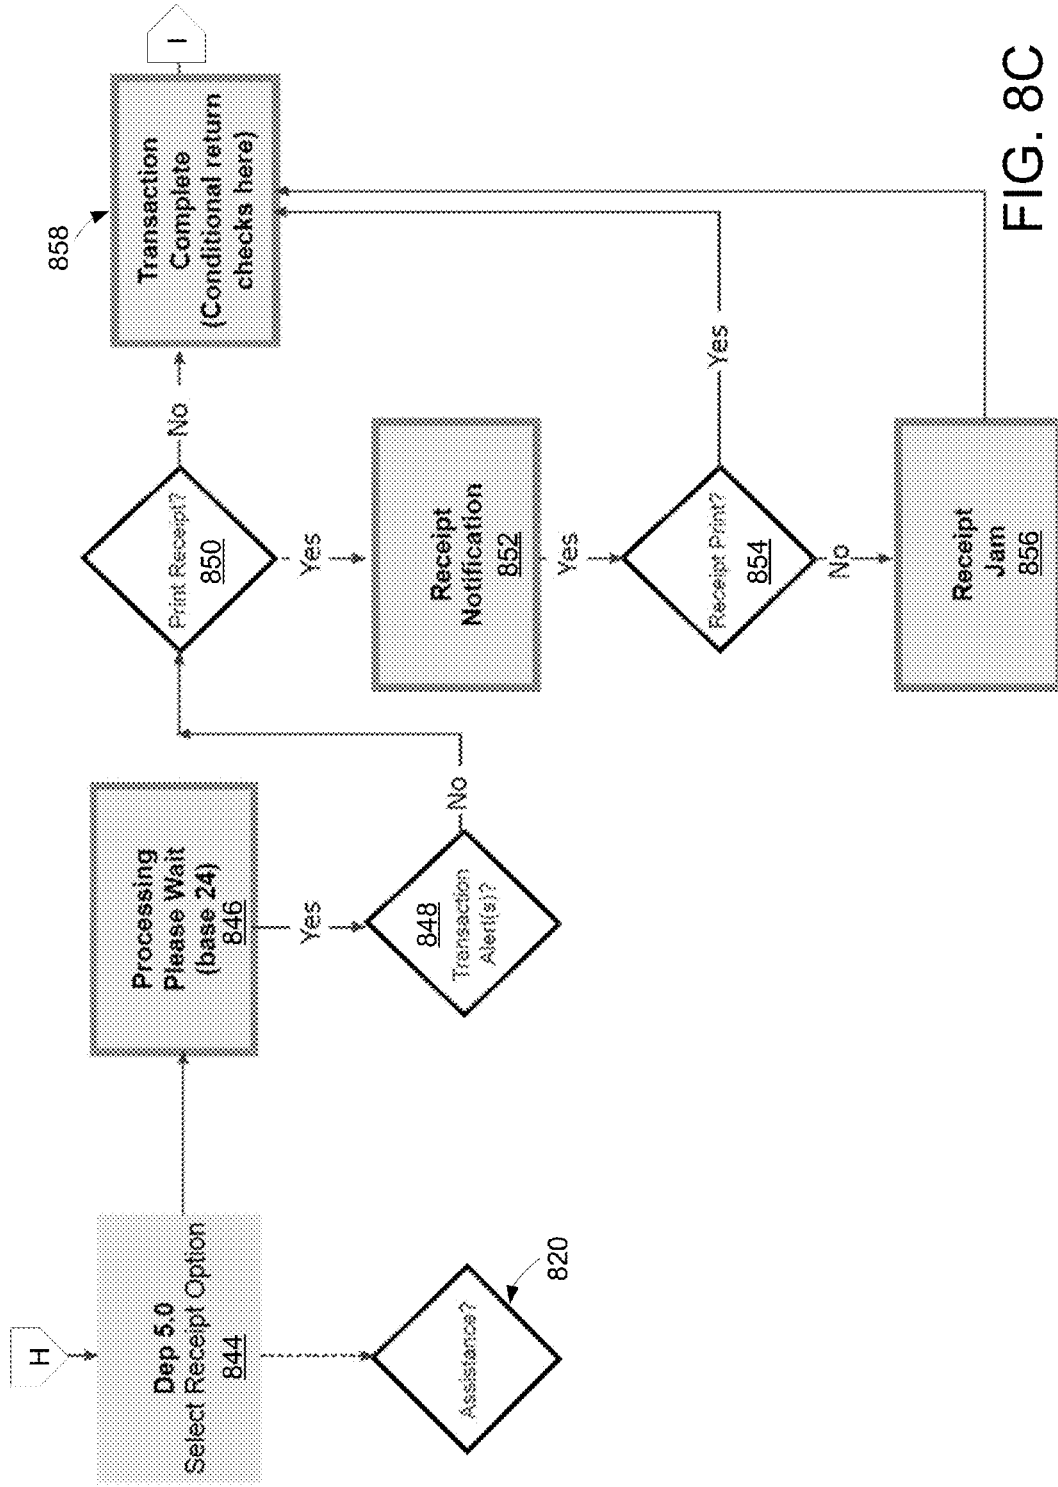 H
Dep 5.0
Select Receipt Option
844
Assistance?
820
Processing
Please Wait
(base 24)
846
Yes
848
Transaction
Alert(s)?
No
Print Receipt?
850
No
Yes
Receipt
Notification
852
Yes
Receipt Print?
854
Yes
No
Receipt
Jam
856
858
Transaction
Complete
(Conditional return
checks here)
I
FIG. 8C